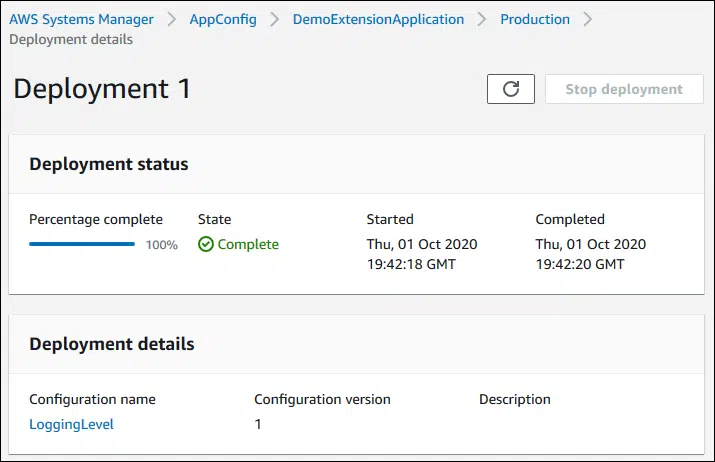 AWS Systems Manager > AppConfig > DemoExtensionApplication > Production >
Deployment details
Deployment 1
Stop deployment
Deployment status
Percentage complete State Started Completed
100% Complete Thu, 01 Oct 2020 Thu, 01 Oct 2020
19:42:18 GMT 19:42:20 GMT
Deployment details
Configuration name Configuration version Description
LoggingLevel 1